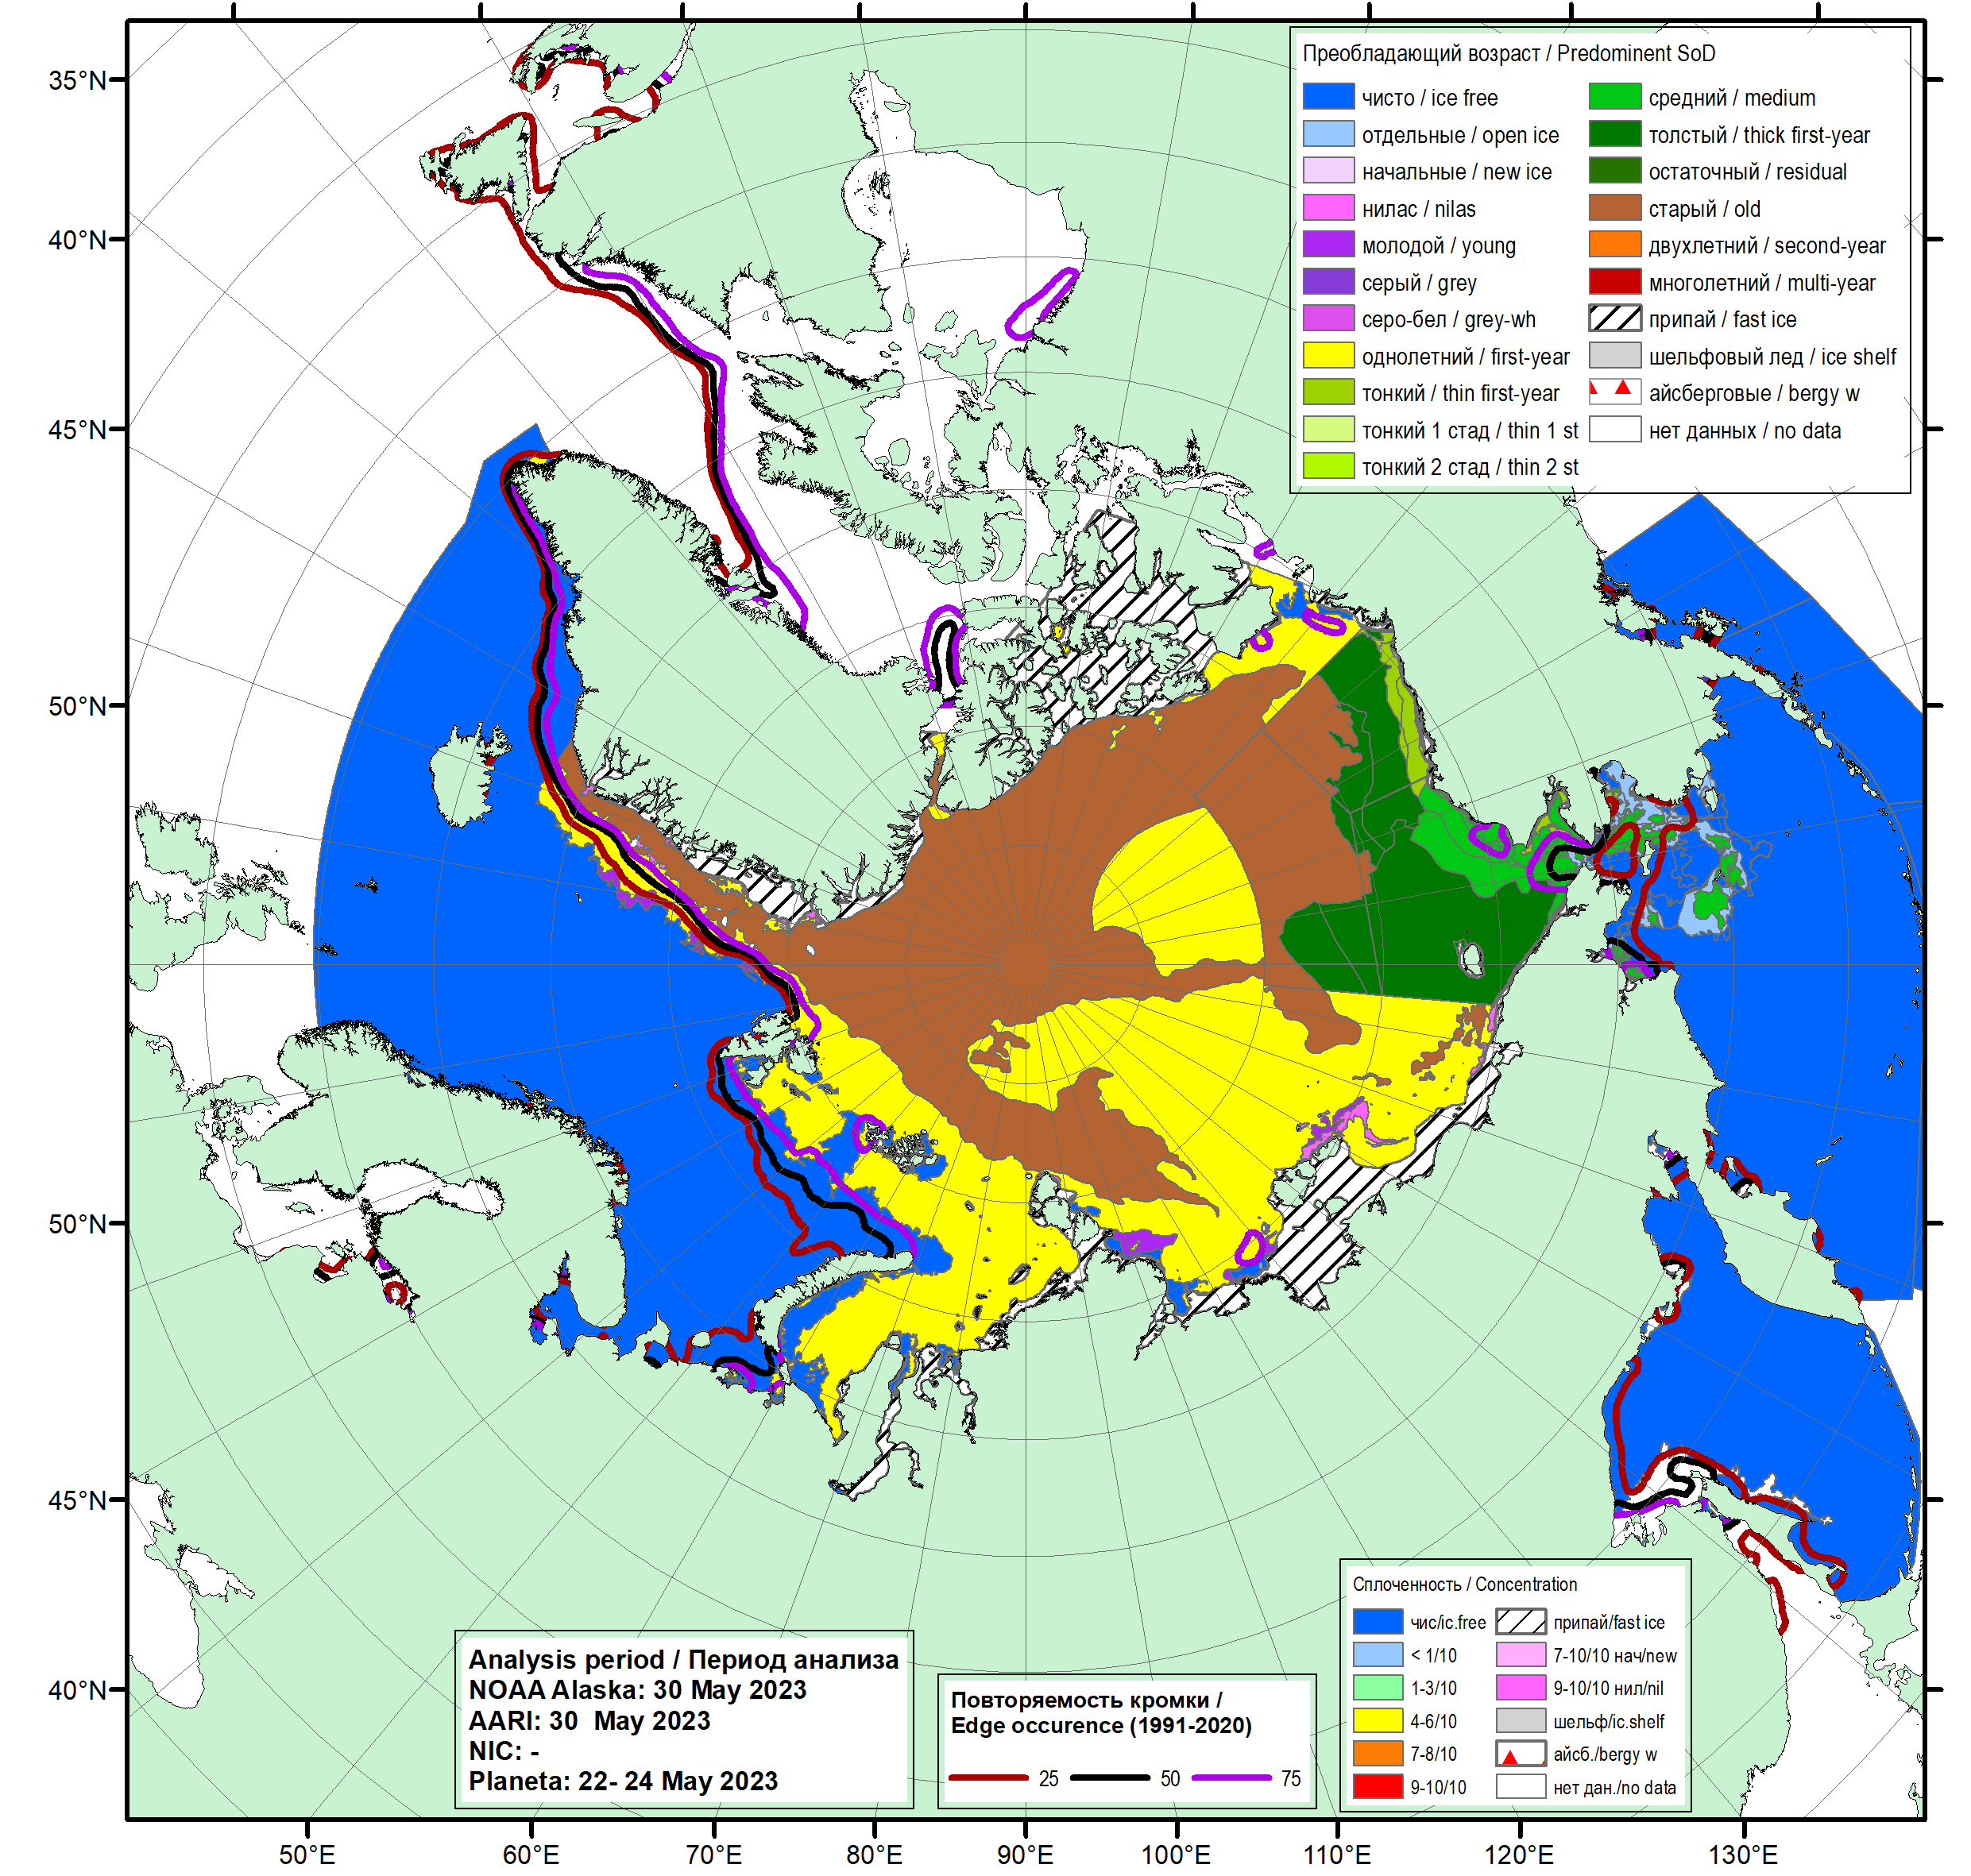 35°N
40°N
45°N
50°N
50°N
45°N
40°N
Преобладающий возраст / Predominent SoD
чисто / ice free
отдельные / open ice
начальные / new ice
нилас / nilas
молодой / young
серый / grey
серо-бел / grey-wh
однолетний / first-year
тонкий / thin first-year
тонкий 1 стад / thin 1 st
тонкий 2 стад / thin 2 st
средний / medium
толстый / thick first-year
остаточный / residual
старый / old
двухлетний / second-year
многолетний / multi-year
припай / fast ice
шельфовый лед / ice shelf
айсберговые / bergy w
нет данных / no data
Analysis period / Период анализа
NOAA Alaska: 30 May 2023
AARI: 30 May 2023
NIC: -
Planeta: 22- 24 May 2023
Повторяемость кромки /
Edge occurence (1991-2020)
25 50 75
Сплоченность / Concentration
чис/ic.free
< 1/10
1-3/10
4-6/10
7-8/10
9-10/10
припай/fast ice
7-10/10 нач/new
9-10/10 нил/nil
шельф/ic.shelf
айсб./bergy w
нет дан./no data
50°E 60°E 70°E 80°E 90°E 100°E 110°E 120°E 130°E